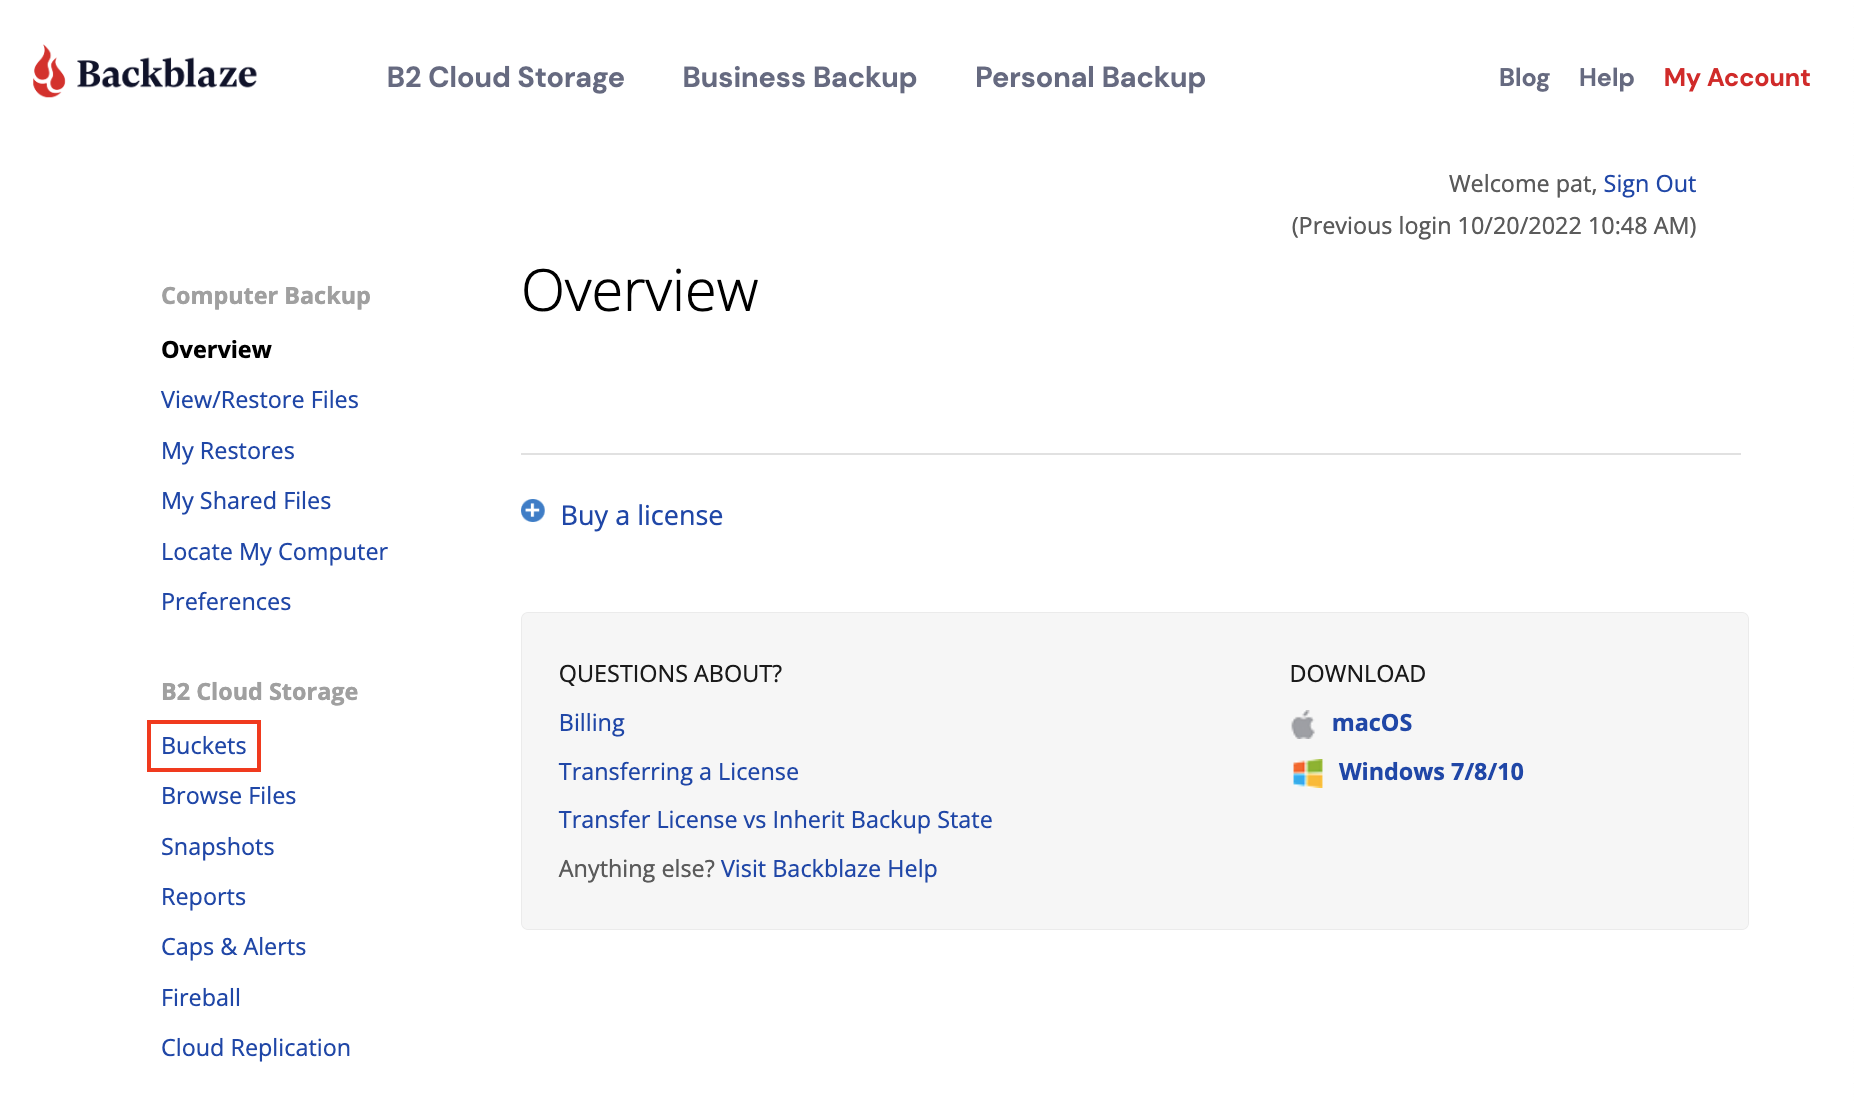 Backblaze
B2 Cloud Storage
Business Backup
Personal Backup
Blog
Help
My Account
Welcome pat, Sign Out
(Previous login 10/20/2022 10:48 AM)
Computer Backup
Overview
View/Restore Files
My Restores
My Shared Files
Locate My Computer
Preferences
B2 Cloud Storage
Buckets
Browse Files
Snapshots
Reports
Caps & Alerts
Fireball
Cloud Replication
Overview
Buy a license
QUESTIONS ABOUT?
Billing
Transferring a License
Transfer License vs Inherit Backup State
Anything else? Visit Backblaze Help
DOWNLOAD
macOS
Windows 7/8/10